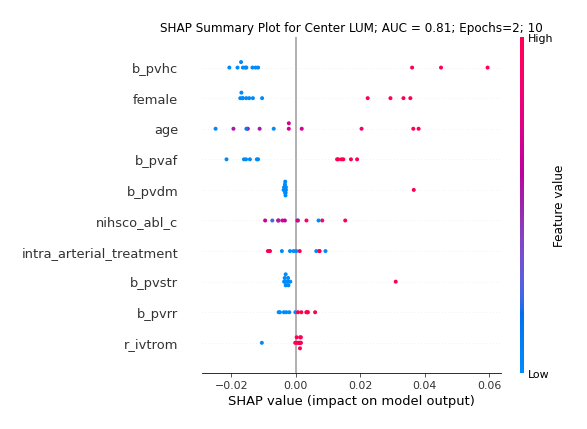 SHAP Summary Plot for Center LUM; AUC = 0.81; Epochs=2; 10
High
b_pvhc
female
age
b_pvaf
b_pvdm
nihsco_abl_c
intra_arterial_treatment
b_pvstr
b_pvrr
r_ivtrom
Feature value
Low
−0.02 0.00 0.02 0.04 0.06
SHAP value (impact on model output)